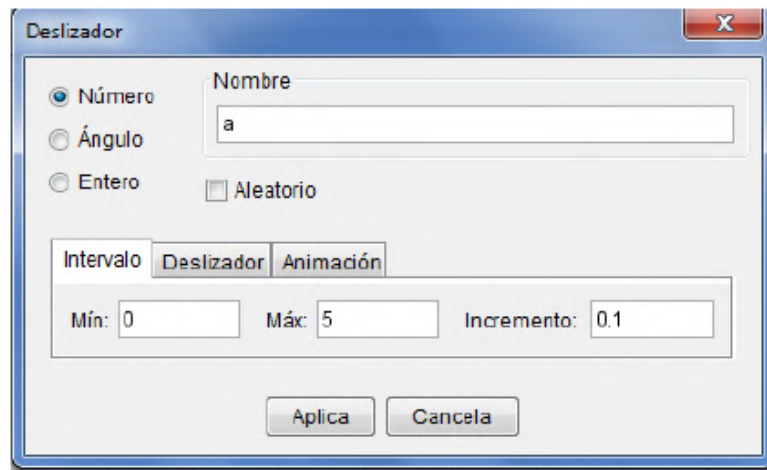 Deslizador
Número
Nombre
a
Ángulo
Entero
Aleatorio
Intervalo Deslizador Animación
Mín: 0 Máx: 5 Incremento: 0.1
Aplica Cancela